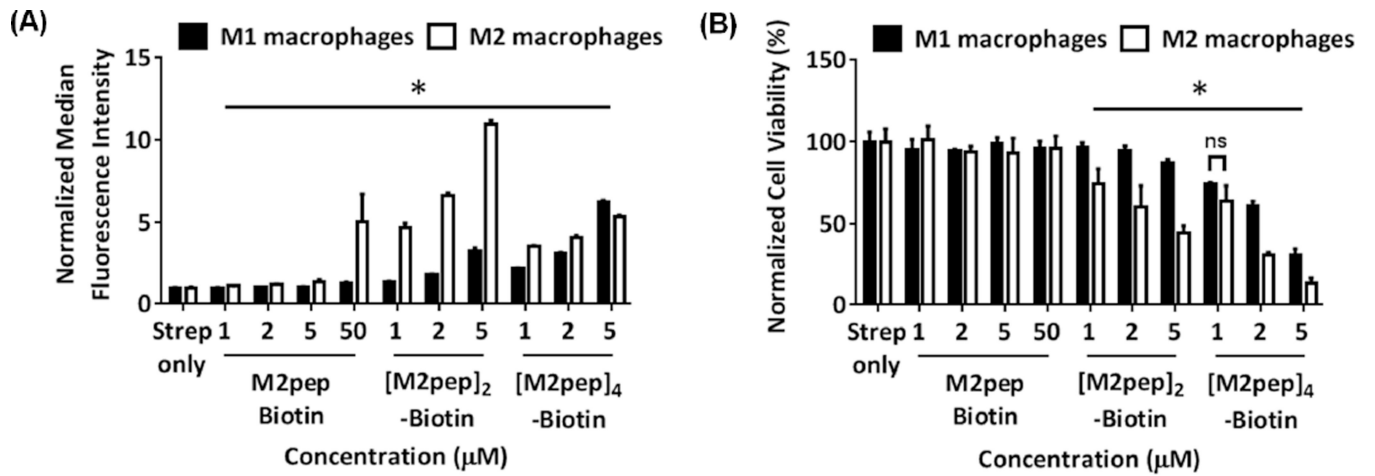 (A)
M1 macrophages M2 macrophages
Normalized Median
Fluorescence Intensity
15
10
5
0
*
Strep only
1 2 5 50 1 2 5 1 2 5
M2pep Biotin
[M2pep]2 -Biotin
[M2pep]4 -Biotin
Concentration (μM)
(B)
M1 macrophages M2 macrophages
Normalized Cell Viability (%)
150
100
50
0
*
ns
Strep only
1 2 5 50 1 2 5 1 2 5
M2pep Biotin
[M2pep]2 -Biotin
[M2pep]4 -Biotin
Concentration (μM)